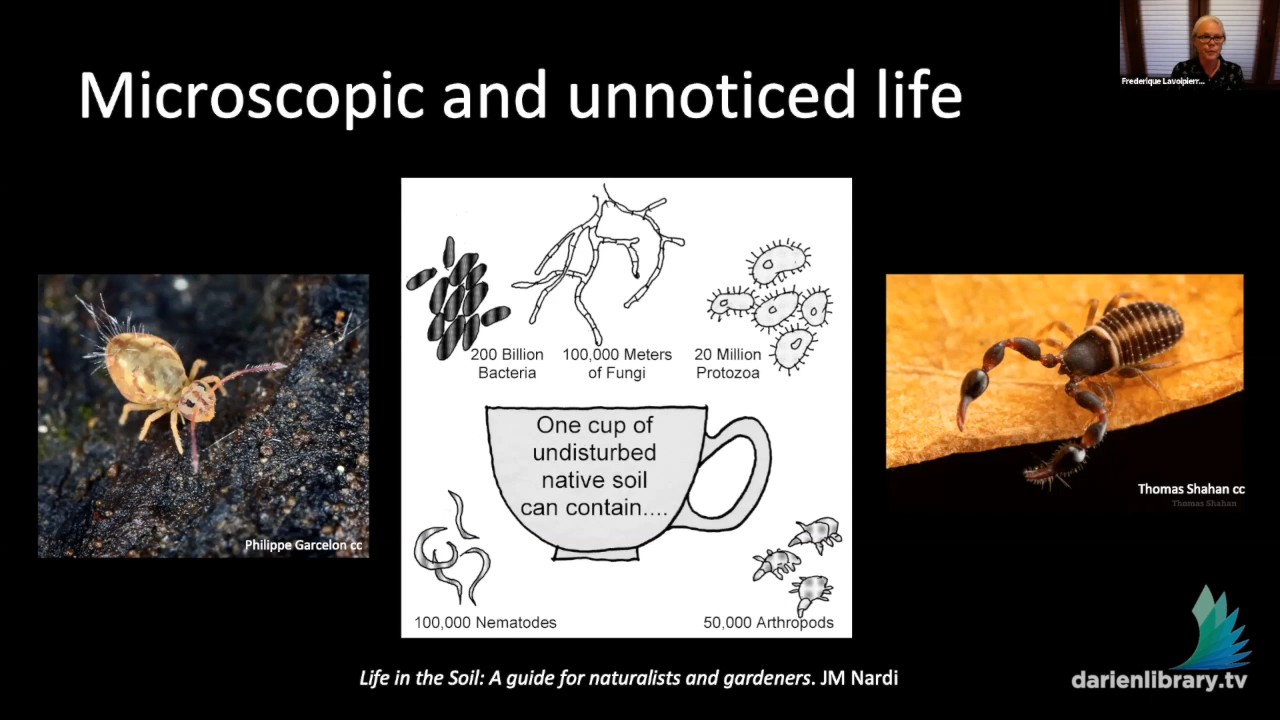 Frederique Lavoipierr...
Microscopic and unnoticed life
200 Billion
Bacteria
100,000 Meters
of Fungi
20 Million
Protozoa
One cup of
undisturbed
native soil
can contain....
100,000 Nematodes
50,000 Arthropods
Philippe Garcelon cc
Thomas Shahan cc
Thomas Shahan
Life in the Soil: A guide for naturalists and gardeners. JM Nardi
darienlibrary.tv